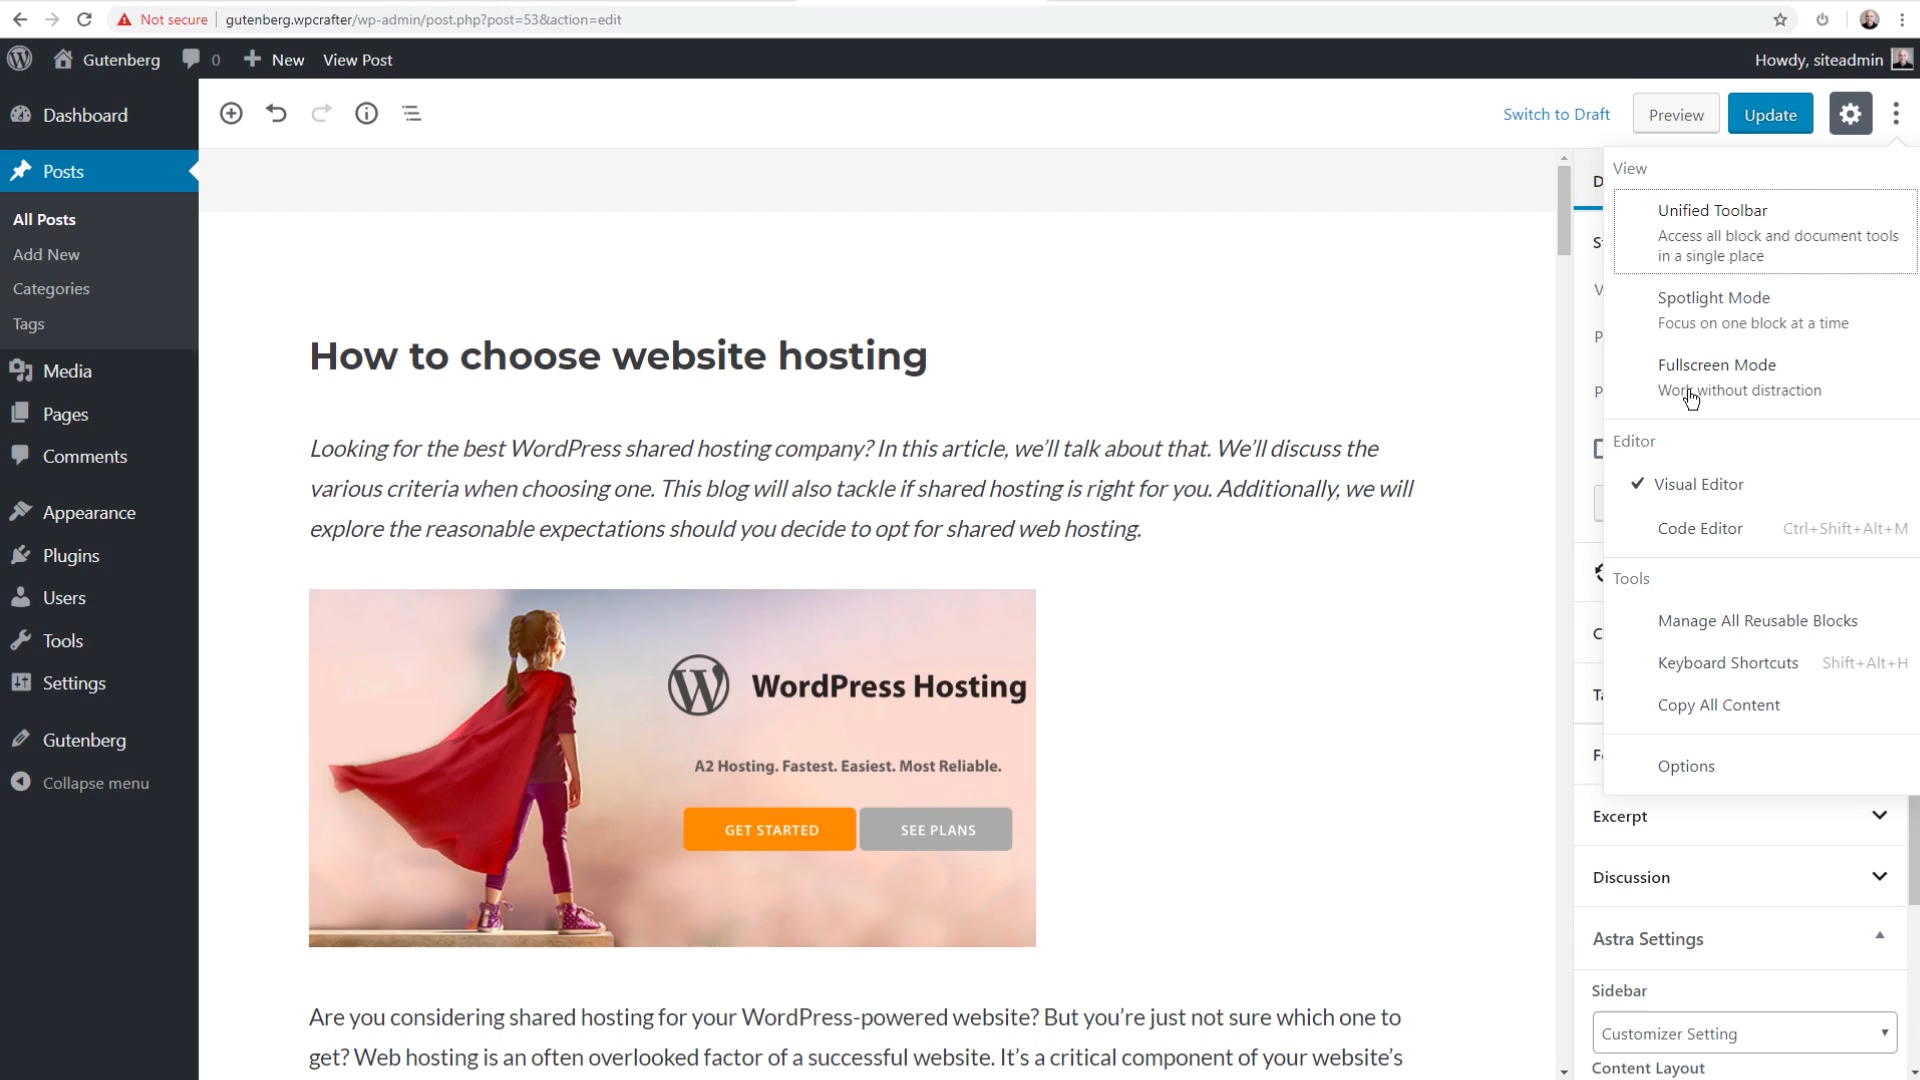 Not secure
gutenberg.wpcrafter/wp-admin/post.php?post=53&action=edit
Gutenberg
0
New
View Post
Howdy, siteadmin
Dashboard
Posts
All Posts
Add New
Categories
Tags
Media
Pages
Comments
Appearance
Plugins
Users
Tools
Settings
Gutenberg
Collapse menu
Switch to Draft
Preview
Update
How to choose website hosting
Looking for the best WordPress shared hosting company? In this article, we'll talk about that. We'll discuss the
various criteria when choosing one. This blog will also tackle if shared hosting is right for you. Additionally, we will
explore the reasonable expectations should you decide to opt for shared web hosting.
WordPress Hosting
A2 Hosting. Fastest. Easiest. Most Reliable.
GET STARTED
SEE PLANS
Are you considering shared hosting for your WordPress-powered website? But you're just not sure which one to
get? Web hosting is an often overlooked factor of a successful website. It's a critical component of your website's
View
Unified Toolbar
Access all block and document tools
in a single place
Spotlight Mode
Focus on one block at a time
Fullscreen Mode
Work without distraction
Editor
Visual Editor
Code Editor Ctrl+Shift+Alt+M
Tools
Manage All Reusable Blocks
Keyboard Shortcuts Shift+Alt+H
Copy All Content
Options
Excerpt
Discussion
Astra Settings
Sidebar
Customizer Setting
Content Layout